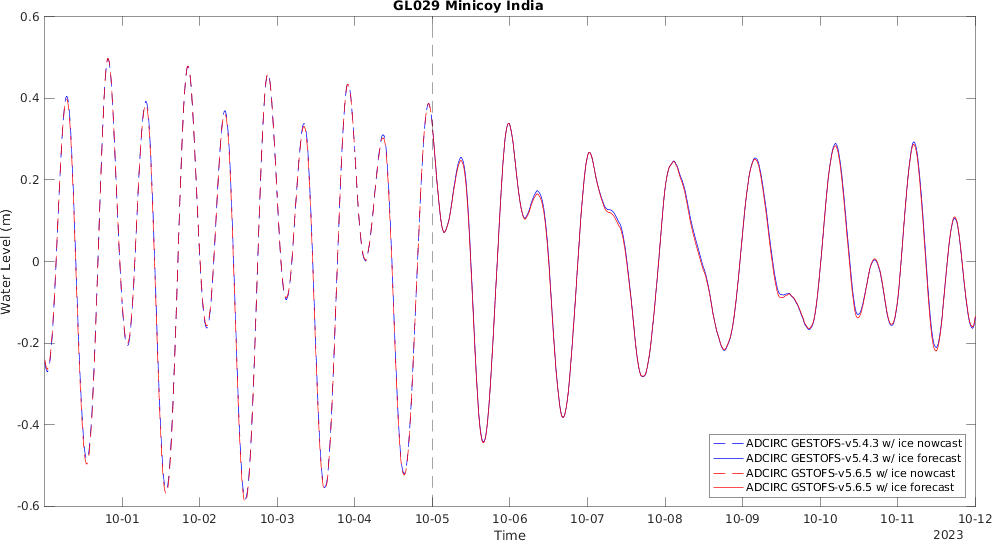 GL029 Minicoy India
0.6
0.4
0.2
0
-0.2
-0.4
-0.6
Water Level (m)
ADCIRC GESTOFS-v5.4.3 w/ ice nowcast
ADCIRC GESTOFS-v5.4.3 w/ ice forecast
ADCIRC GSTOFS-v5.6.5 w/ ice nowcast
ADCIRC GSTOFS-v5.6.5 w/ ice forecast
10-01 10-02 10-03 10-04 10-05 10-06 10-07 10-08 10-09 10-10 10-11 10-12
Time
2023